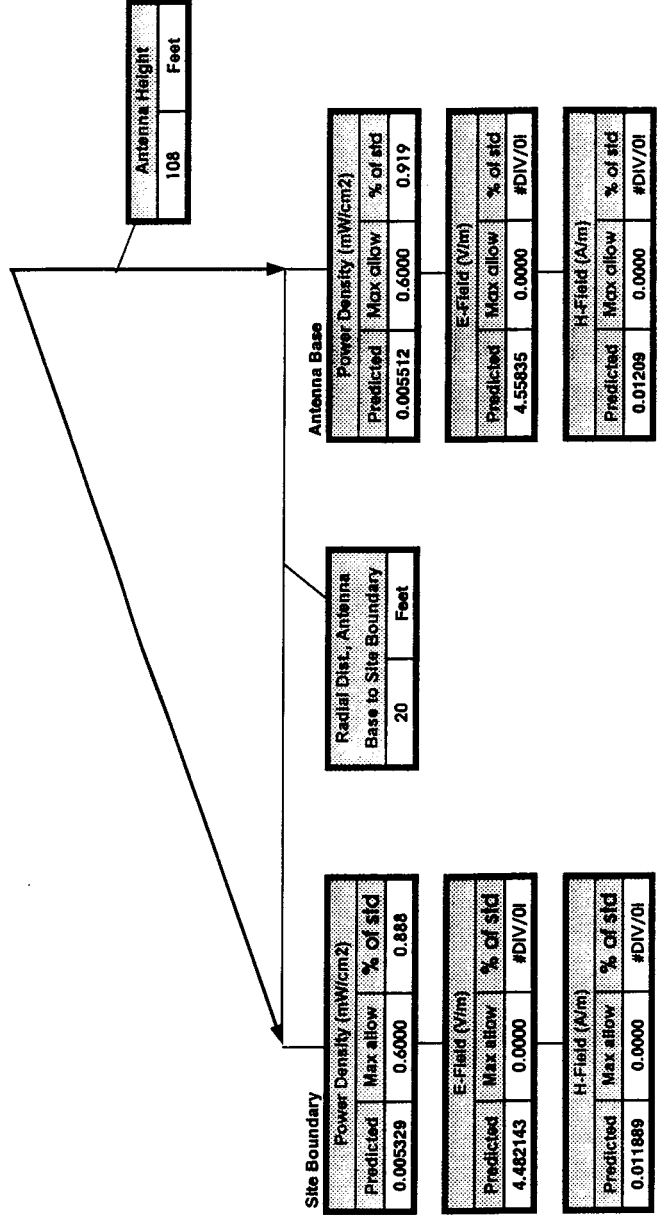 Antenna Height
108 Feet
Site Boundary
Power Density (mW/cm2)
Predicted Max allow % of std
0.005329 0.6000 0.888
E-Field (V/m)
Predicted Max allow % of std
4.482143 0.0000 #DIV/0!
H-Field (A/m)
Predicted Max allow % of std
0.011889 0.0000 #DIV/0!
Radial Dist., Antenna
Base to Site Boundary
20 Feet
Antenna Base
Power Density (mW/cm2)
Predicted Max allow % of std
0.005512 0.6000 0.919
E-Field (V/m)
Predicted Max allow % of std
4.55835 0.0000 #DIV/0!
H-Field (A/m)
Predicted Max allow % of std
0.01209 0.0000 #DIV/0!